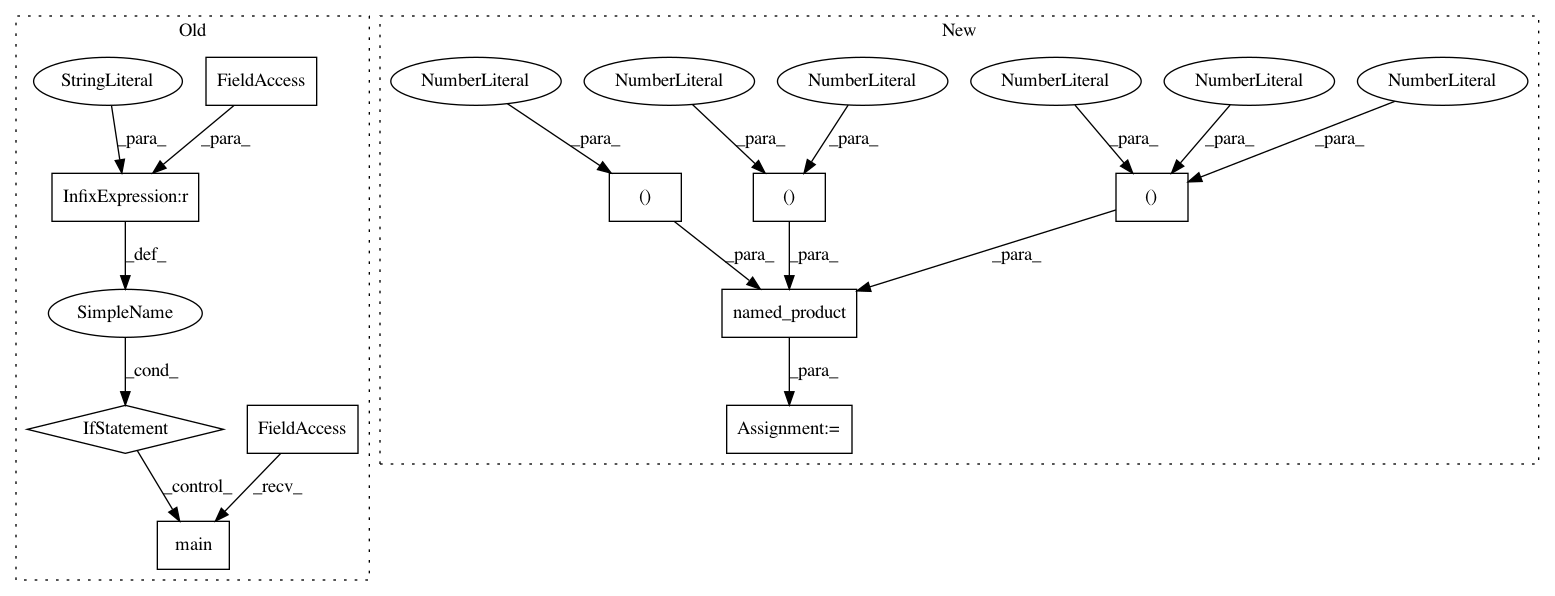 Old
New
StringLiteral
FieldAccess
NumberLiteral
NumberLiteral
NumberLiteral
NumberLiteral
NumberLiteral
NumberLiteral
_para_
_para_
_para_
_para_
_para_
_para_
_para_
_para_
InfixExpression:r
()
()
()
_def_
_para_
_para_
_para_
SimpleName
named_product
_cond_
_para_
IfStatement
FieldAccess
Assignment:=
_control_
_recv_
main